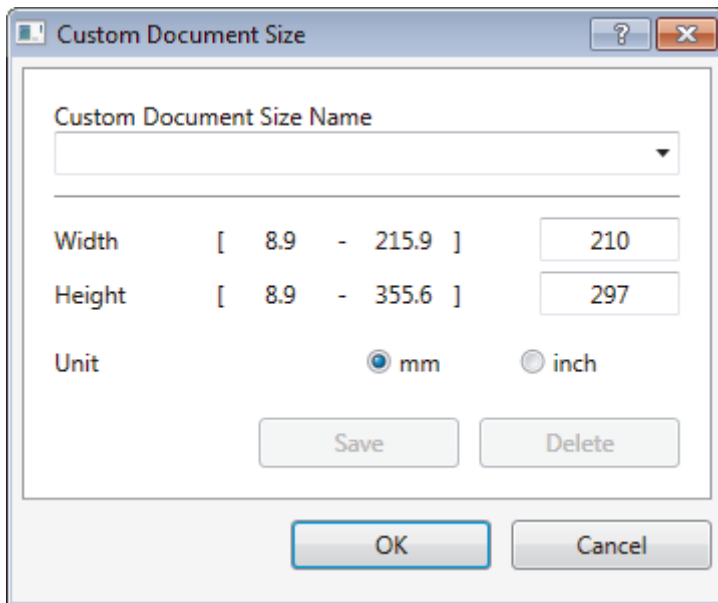 Custom Document Size
Custom Document Size Name
Width [ 8.9 - 215.9 ] 210
Height [ 8.9 - 355.6 ] 297
Unit mm inch
Save Delete
OK Cancel